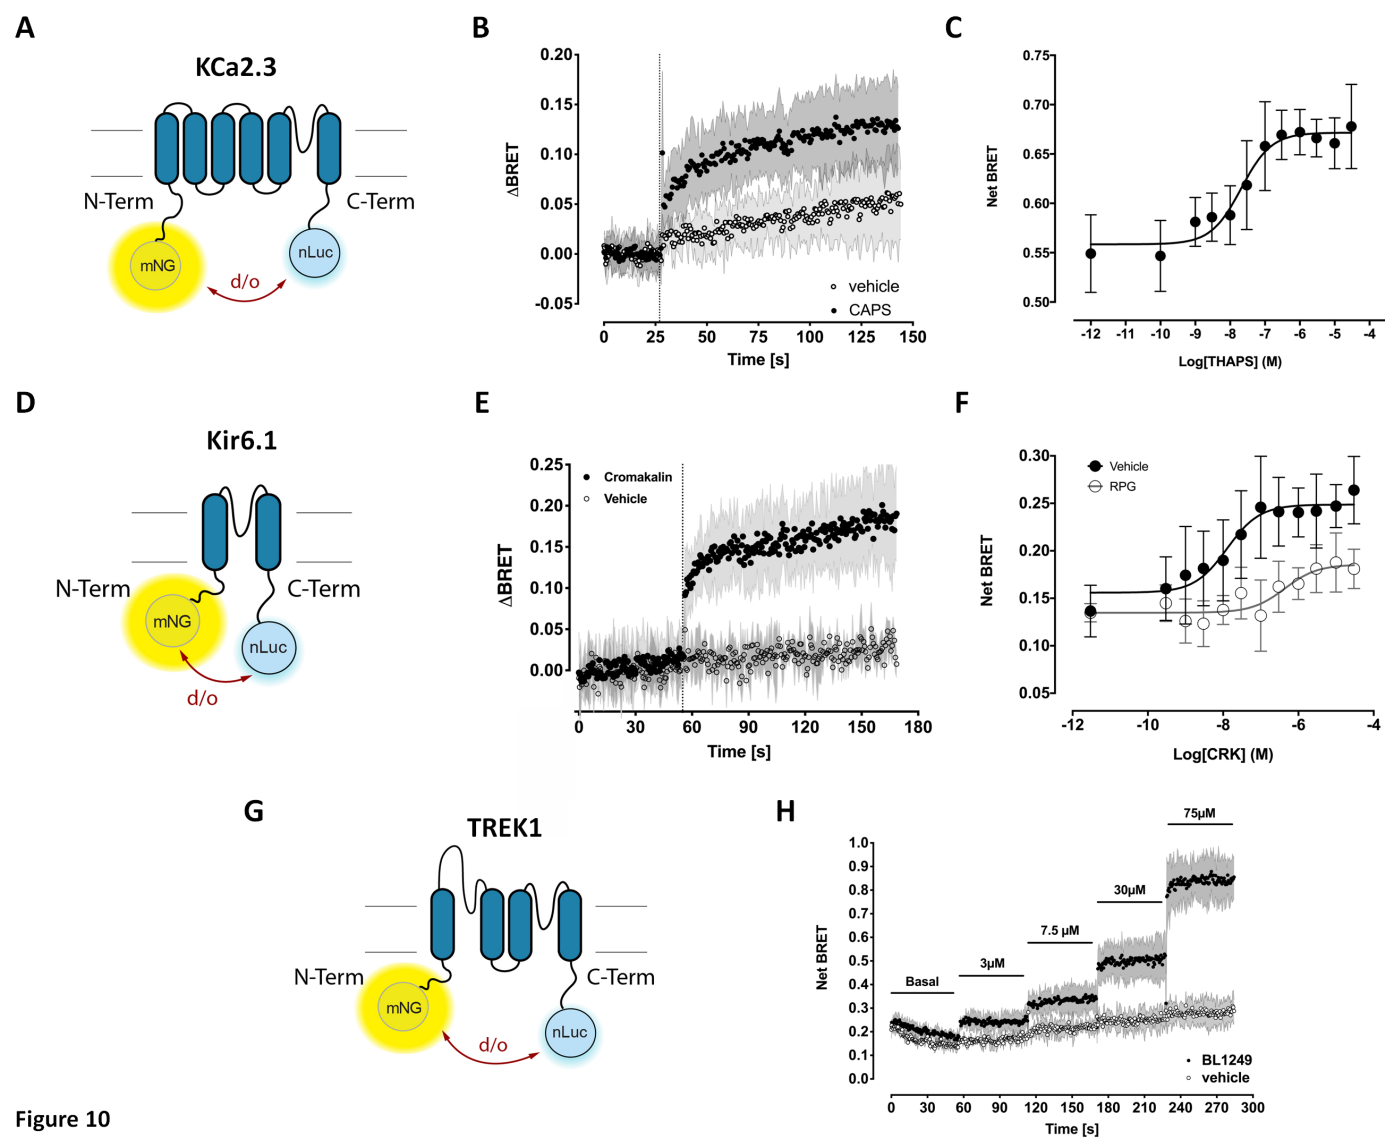 A
KCa2.3
N-Term
C-Term
mNG
nLuc
d/o
B
0.20
0.15
0.10
0.05
0.00
-0.05
ΔBRET
vehicle
CAPS
0 25 50 75 100 125 150
Time [s]
C
0.75
0.70
0.65
0.60
0.55
0.50
Net BRET
-12 -11 -10 -9 -8 -7 -6 -5 -4
Log[THAPS] (M)
D
Kir6.1
N-Term
C-Term
mNG
nLuc
d/o
E
0.25
0.20
0.15
0.10
0.05
0.00
ΔBRET
Cromakalin
Vehicle
0 30 60 90 120 150 180
Time [s]
F
0.30
0.25
0.20
0.15
0.10
0.05
Net BRET
Vehicle
RPG
-12 -10 -8 -6 -4
Log[CRK] (M)
G
TREK1
N-Term
C-Term
mNG
nLuc
d/o
H
1.0
0.9
0.8
0.7
0.6
0.5
0.4
0.3
0.2
0.1
0.0
Net BRET
Basal
3µM
7.5 µM
30µM
75µM
BL1249
vehicle
0 30 60 90 120 150 180 210 240 270 300
Time [s]
Figure 10